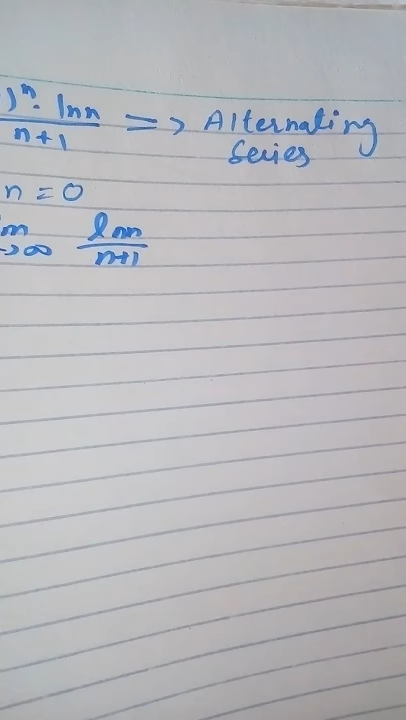 )ⁿ. lnn / n+1 => Alternating Series
n = 0
m →∞ lnn / n+1